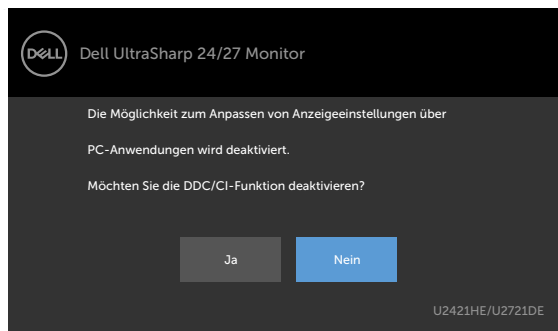 DELL
Dell UltraSharp 24/27 Monitor
Die Möglichkeit zum Anpassen von Anzeigeeinstellungen über
PC-Anwendungen wird deaktiviert.
Möchten Sie die DDC/CI-Funktion deaktivieren?
Ja
Nein
U2421HE/U2721DE